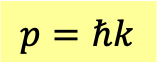 p = ℏk